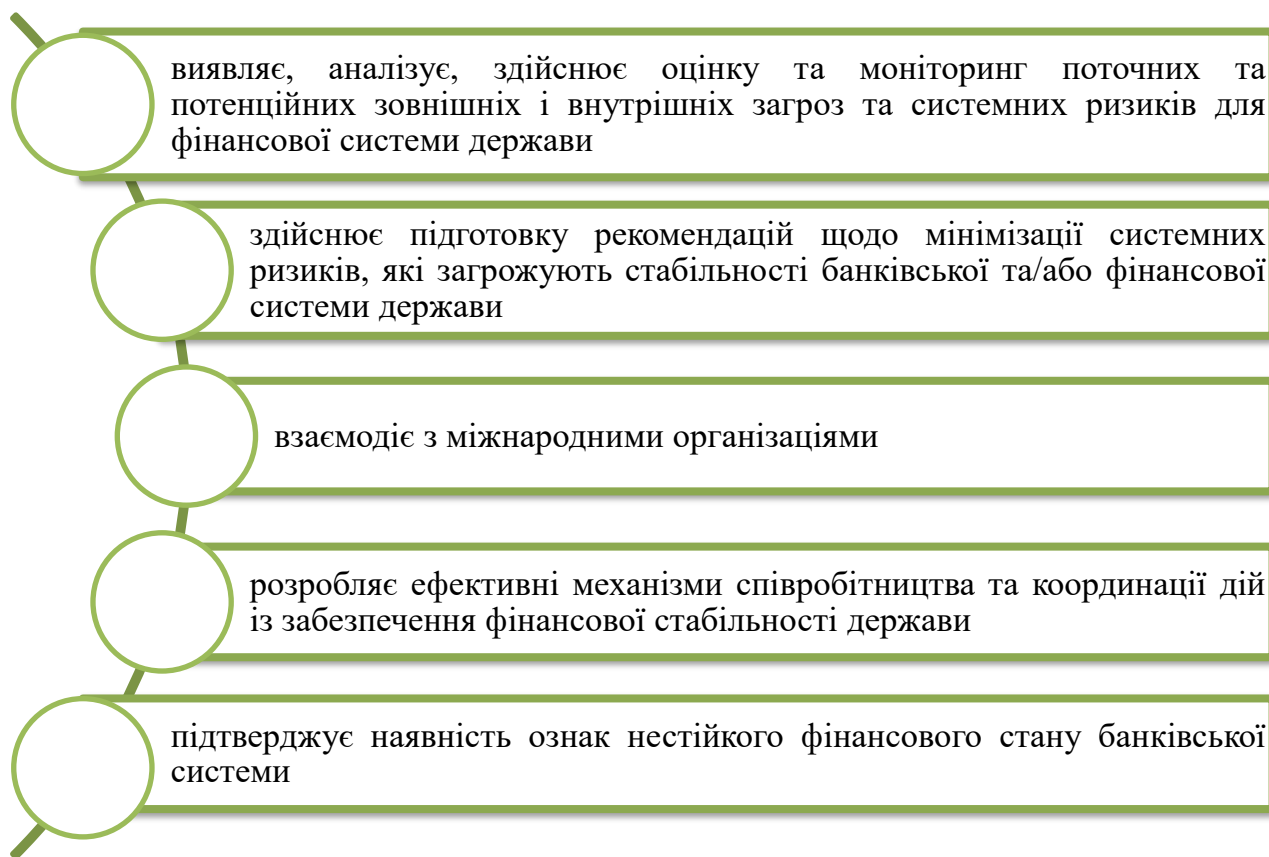 виявляє, аналізує, здійснює оцінку та моніторинг поточних та
потенційних зовнішніх і внутрішніх загроз та системних ризиків для
фінансової системи держави
здійснює підготовку рекомендацій щодо мінімізації системних
ризиків, які загрожують стабільності банківської та/або фінансової
системи держави
взаємодіє з міжнародними організаціями
розробляє ефективні механізми співробітництва та координації дій
із забезпечення фінансової стабільності держави
підтверджує наявність ознак нестійкого фінансового стану банківської
системи